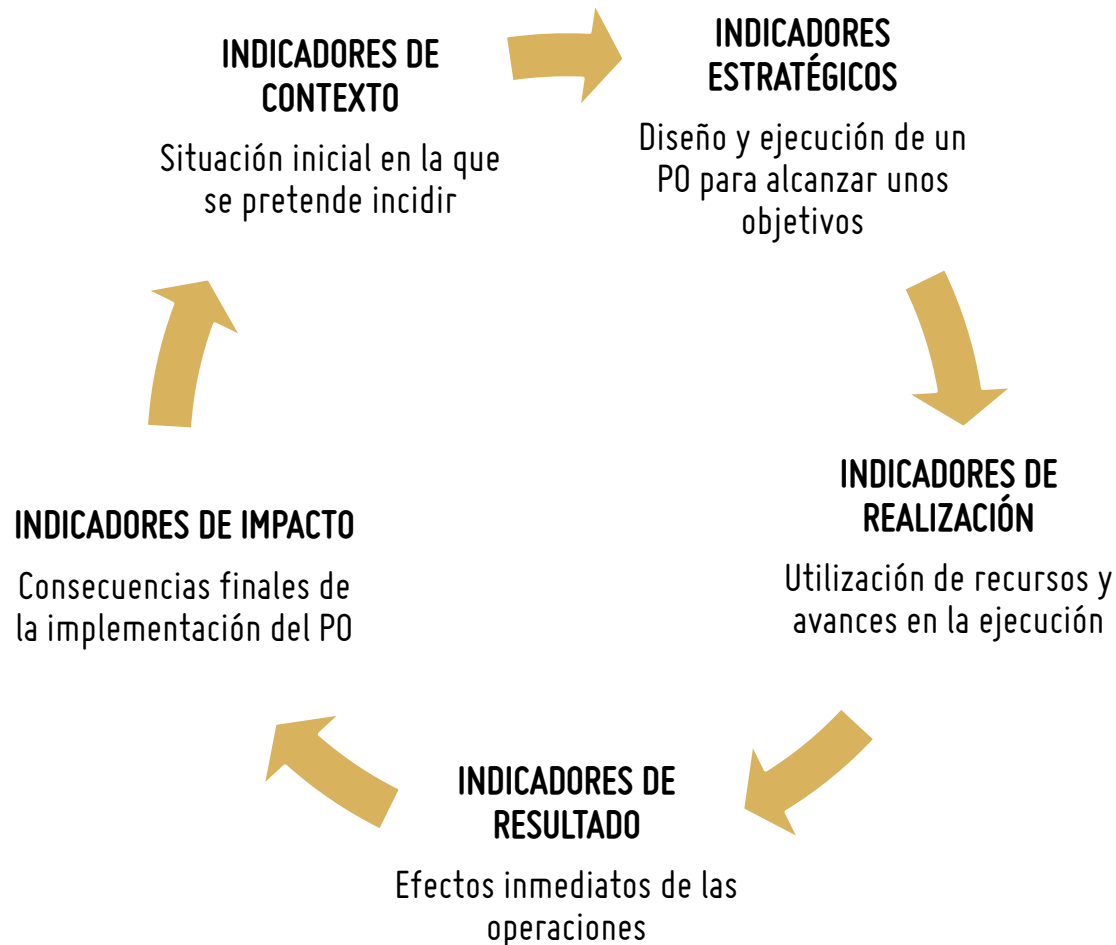 INDICADORES DE
CONTEXTO
Situación inicial en la que
se pretende incidir
INDICADORES
ESTRATÉGICOS
Diseño y ejecución de un
PO para alcanzar unos
objetivos
INDICADORES DE
REALIZACIÓN
Utilización de recursos y
avances en la ejecución
INDICADORES DE
RESULTADO
Efectos inmediatos de las
operaciones
INDICADORES DE IMPACTO
Consecuencias finales de
la implementación del PO